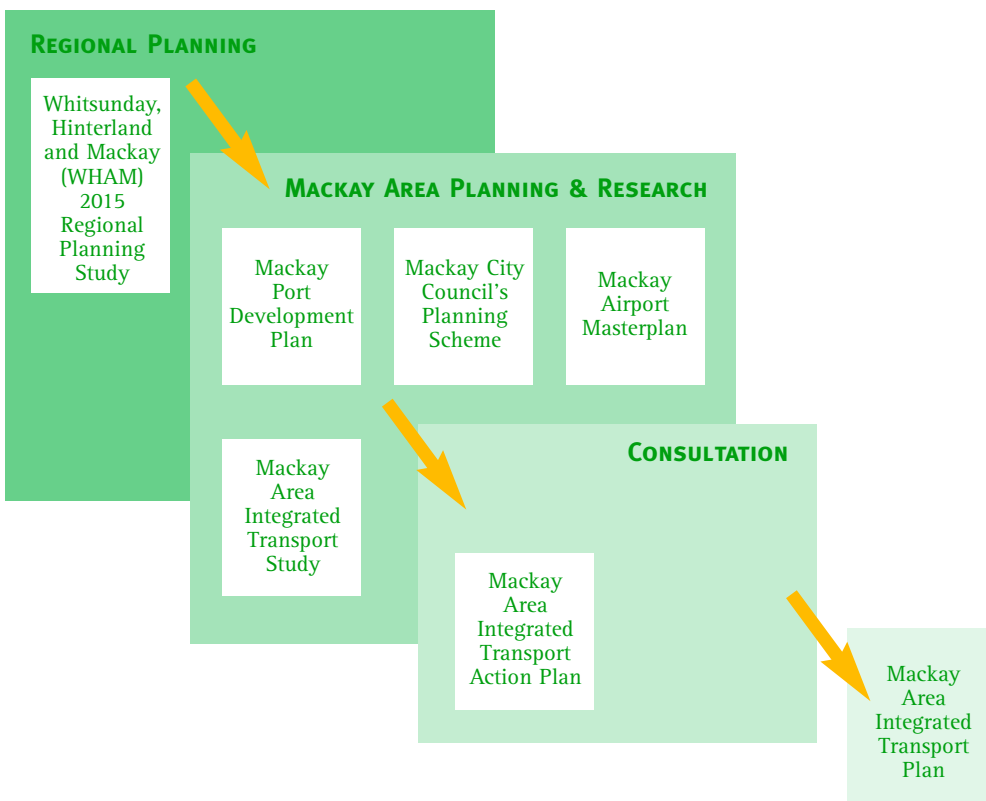 REGIONAL PLANNING
Whitsunday,
Hinterland
and Mackay
(WHAM)
2015
Regional
Planning
Study
MACKAY AREA PLANNING & RESEARCH
Mackay
Port
Development
Plan
Mackay City
Council's
Planning
Scheme
Mackay
Airport
Masterplan
Mackay
Area
Integrated
Transport
Study
CONSULTATION
Mackay
Area
Integrated
Transport
Action Plan
Mackay
Area
Integrated
Transport
Plan